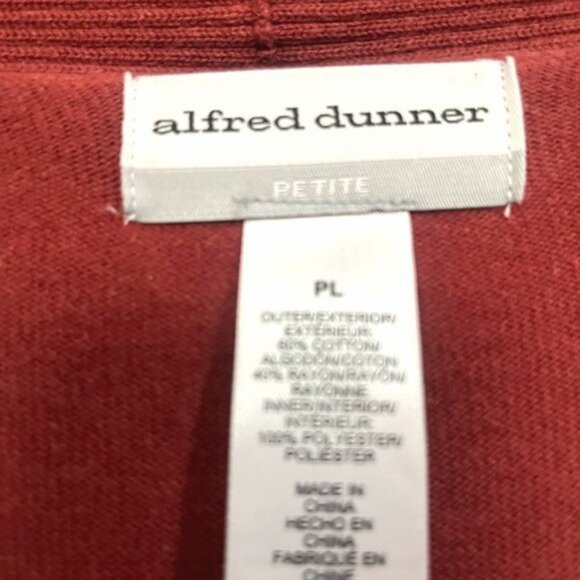 alfred dunner
PETITE
PL
OUTER/EXTERIOR/
EXTÉRIEUR:
60% COTTON/
ALGODÓN/COTON
40% RAYON/RAYÓN/
RAYONNE
INNER/INTERIOR/
INTÉRIEUR:
100% POLYESTER/
POLIÉSTER
MADE IN
CHINA
HECHO EN
CHINA
FABRIQUÉ EN
CHINE